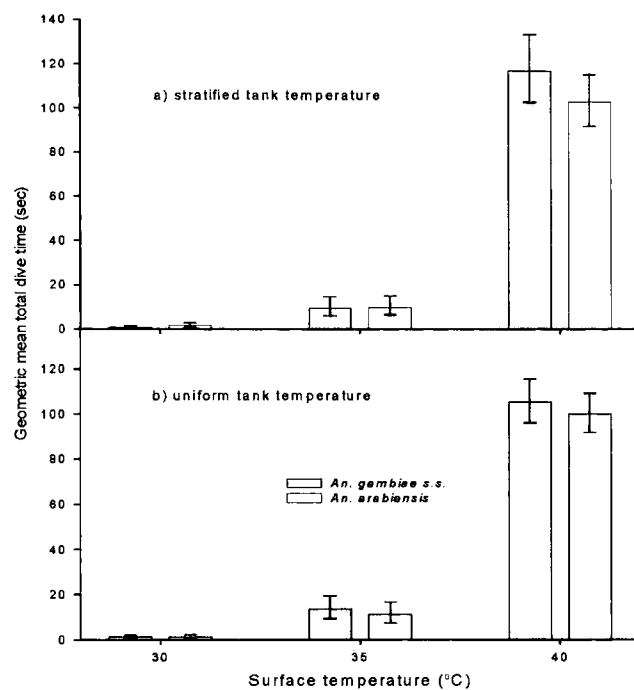 Geometric mean total dive time (sec)
a) stratified tank temperature
120
100
80
60
40
20
0
b) uniform tank temperature
An. gambiae s.s.
An. arabiensis
120
100
80
60
40
20
0
30 35 40
Surface temperature (°C)